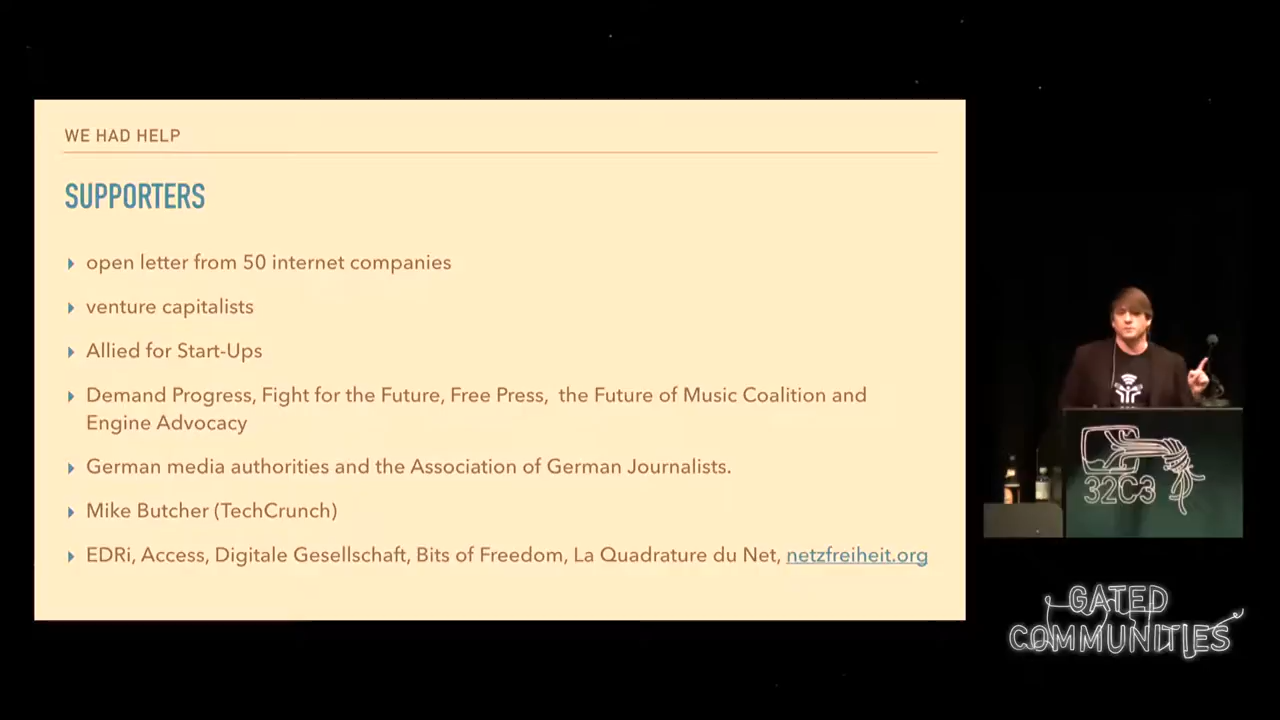 WE HAD HELP
SUPPORTERS
open letter from 50 internet companies
venture capitalists
Allied for Start-Ups
Demand Progress, Fight for the Future, Free Press, the Future of Music Coalition and
Engine Advocacy
German media authorities and the Association of German Journalists.
Mike Butcher (TechCrunch)
EDRi, Access, Digitale Gesellschaft, Bits of Freedom, La Quadrature du Net, netzfreiheit.org
32C3
GATED
COMMUNITIES